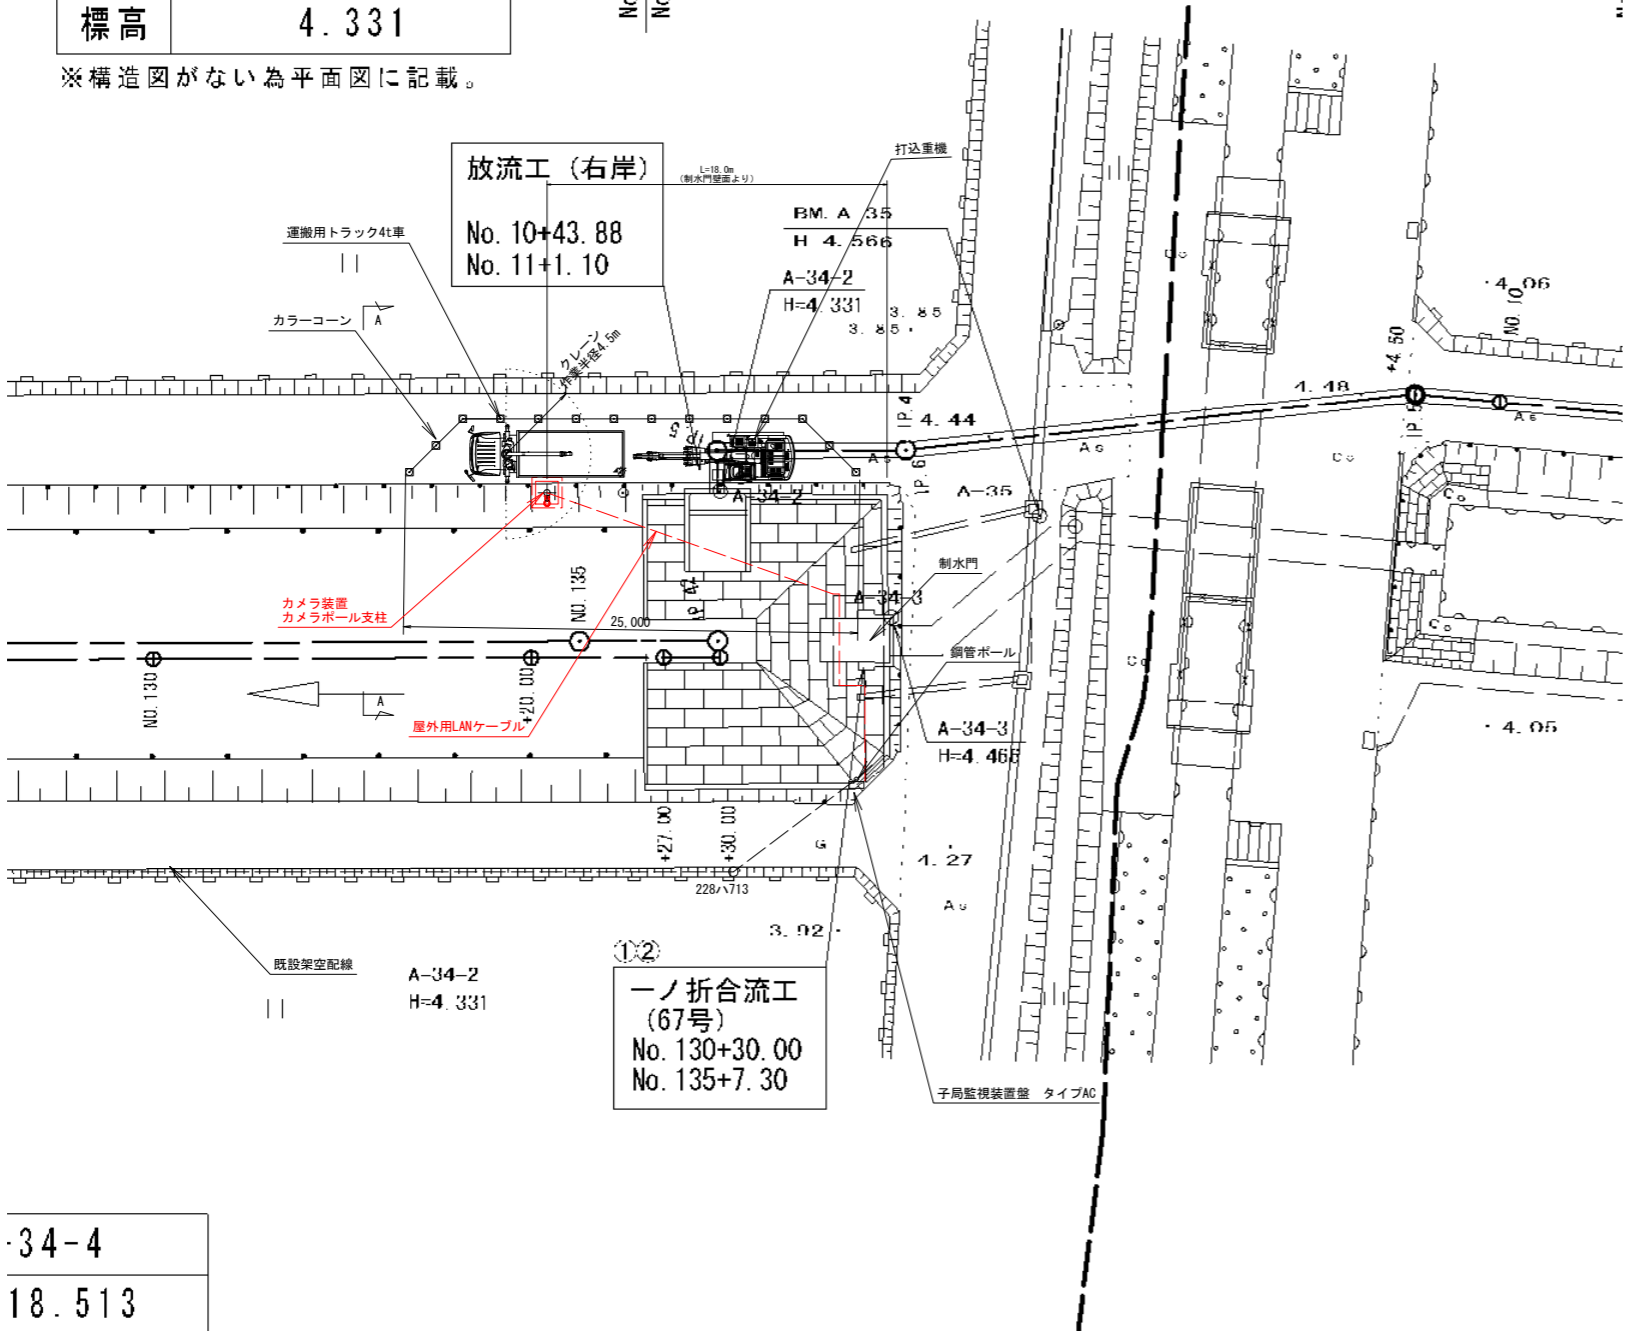 標高 4.331
※構造図がない為平面図に記載。
放流工（右岸）
No.10+43.88
No.11+1.10
L=18.0m
(制水門壁面より)
打込重機
運搬用トラック4t車
BM.A 35
H 4.566
A-34-2
H=4.331
3.85
3.85
カラーコーン
A
クレーン
作業半径4.5m
4.06
NO.10
+4.50
4.48
IP.4
4.44
IP.5
As
As
As
Co
IP.6
A-35
A-34-2
Co
Co
制水門
NO.135
A-34-3
カメラ装置
カメラポール支柱
25,000
鋼管ポール
Co
NO.130
+20.00
A
屋外用LANケーブル
A-34-3
H=4.466
4.05
+27.00
+30.00
G
4.27
228ハ713
As
3.92
既設架空配線
A-34-2
H=4.331
①②
一ノ折合流工
(67号)
No.130+30.00
No.135+7.30
子局監視装置盤　タイプAC
-34-4
18.513